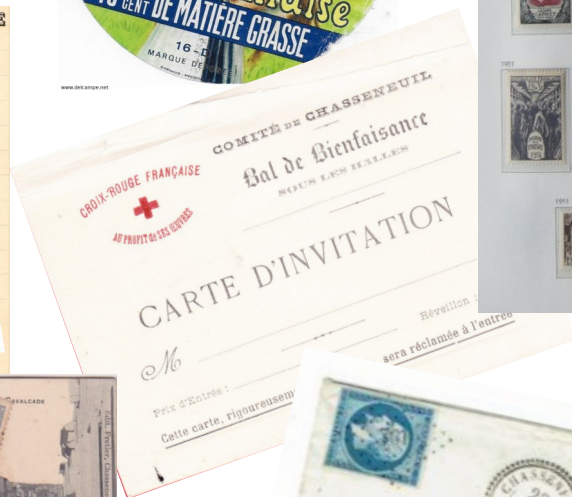 CENT DE MATIÈRE GRASSE
16-D
MARQUE DE
www.delcampe.net
1951
1951
COMITÉ DE CHASSENEUIL
Bal de Bienfaisance
SOUS LES HALLES
CROIX-ROUGE FRANÇAISE
AU PROFIT de SES ŒUVRES
CARTE D'INVITATION
M
Réveillon :
Prix d'Entrée :
sera réclamée à l'entrée
Cette carte, rigoureusem
CAVALCADE